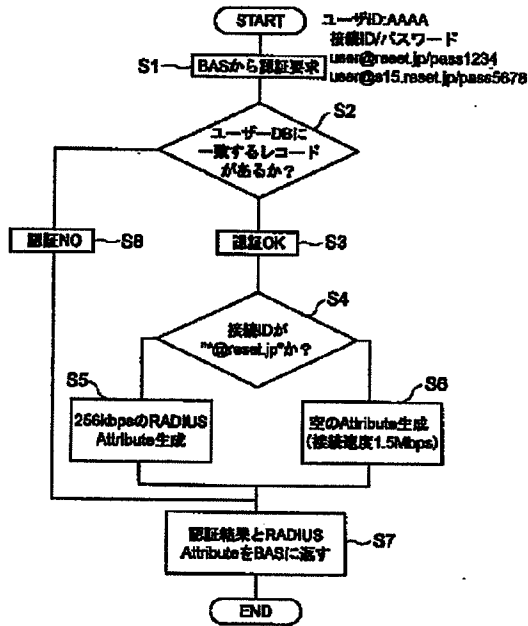 START
ユーザID:AAAA
接続ID/パスワード
user@reset.jp/pass1234
user@s15.reset.jp/pass5678
S1
BASから認証要求
S2
ユーザーDBに
一致するレコード
があるか?
認証NO
S8
認証OK
S3
S4
接続IDが
"*@reset.jp"か?
S5
256kbpsのRADIUS
Attribute生成
S6
空のAttribute生成
(接続速度1.5Mbps)
認証結果とRADIUS
AttributeをBASに返す
S7
END